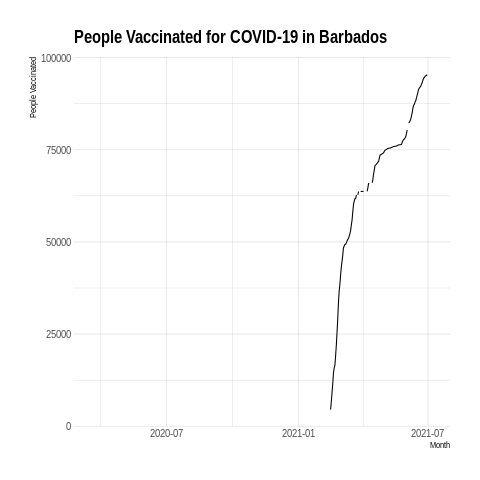 People Vaccinated for COVID-19 in Barbados
People Vaccinated
100000
75000
50000
25000
0
2020-07
2021-01
2021-07
Month